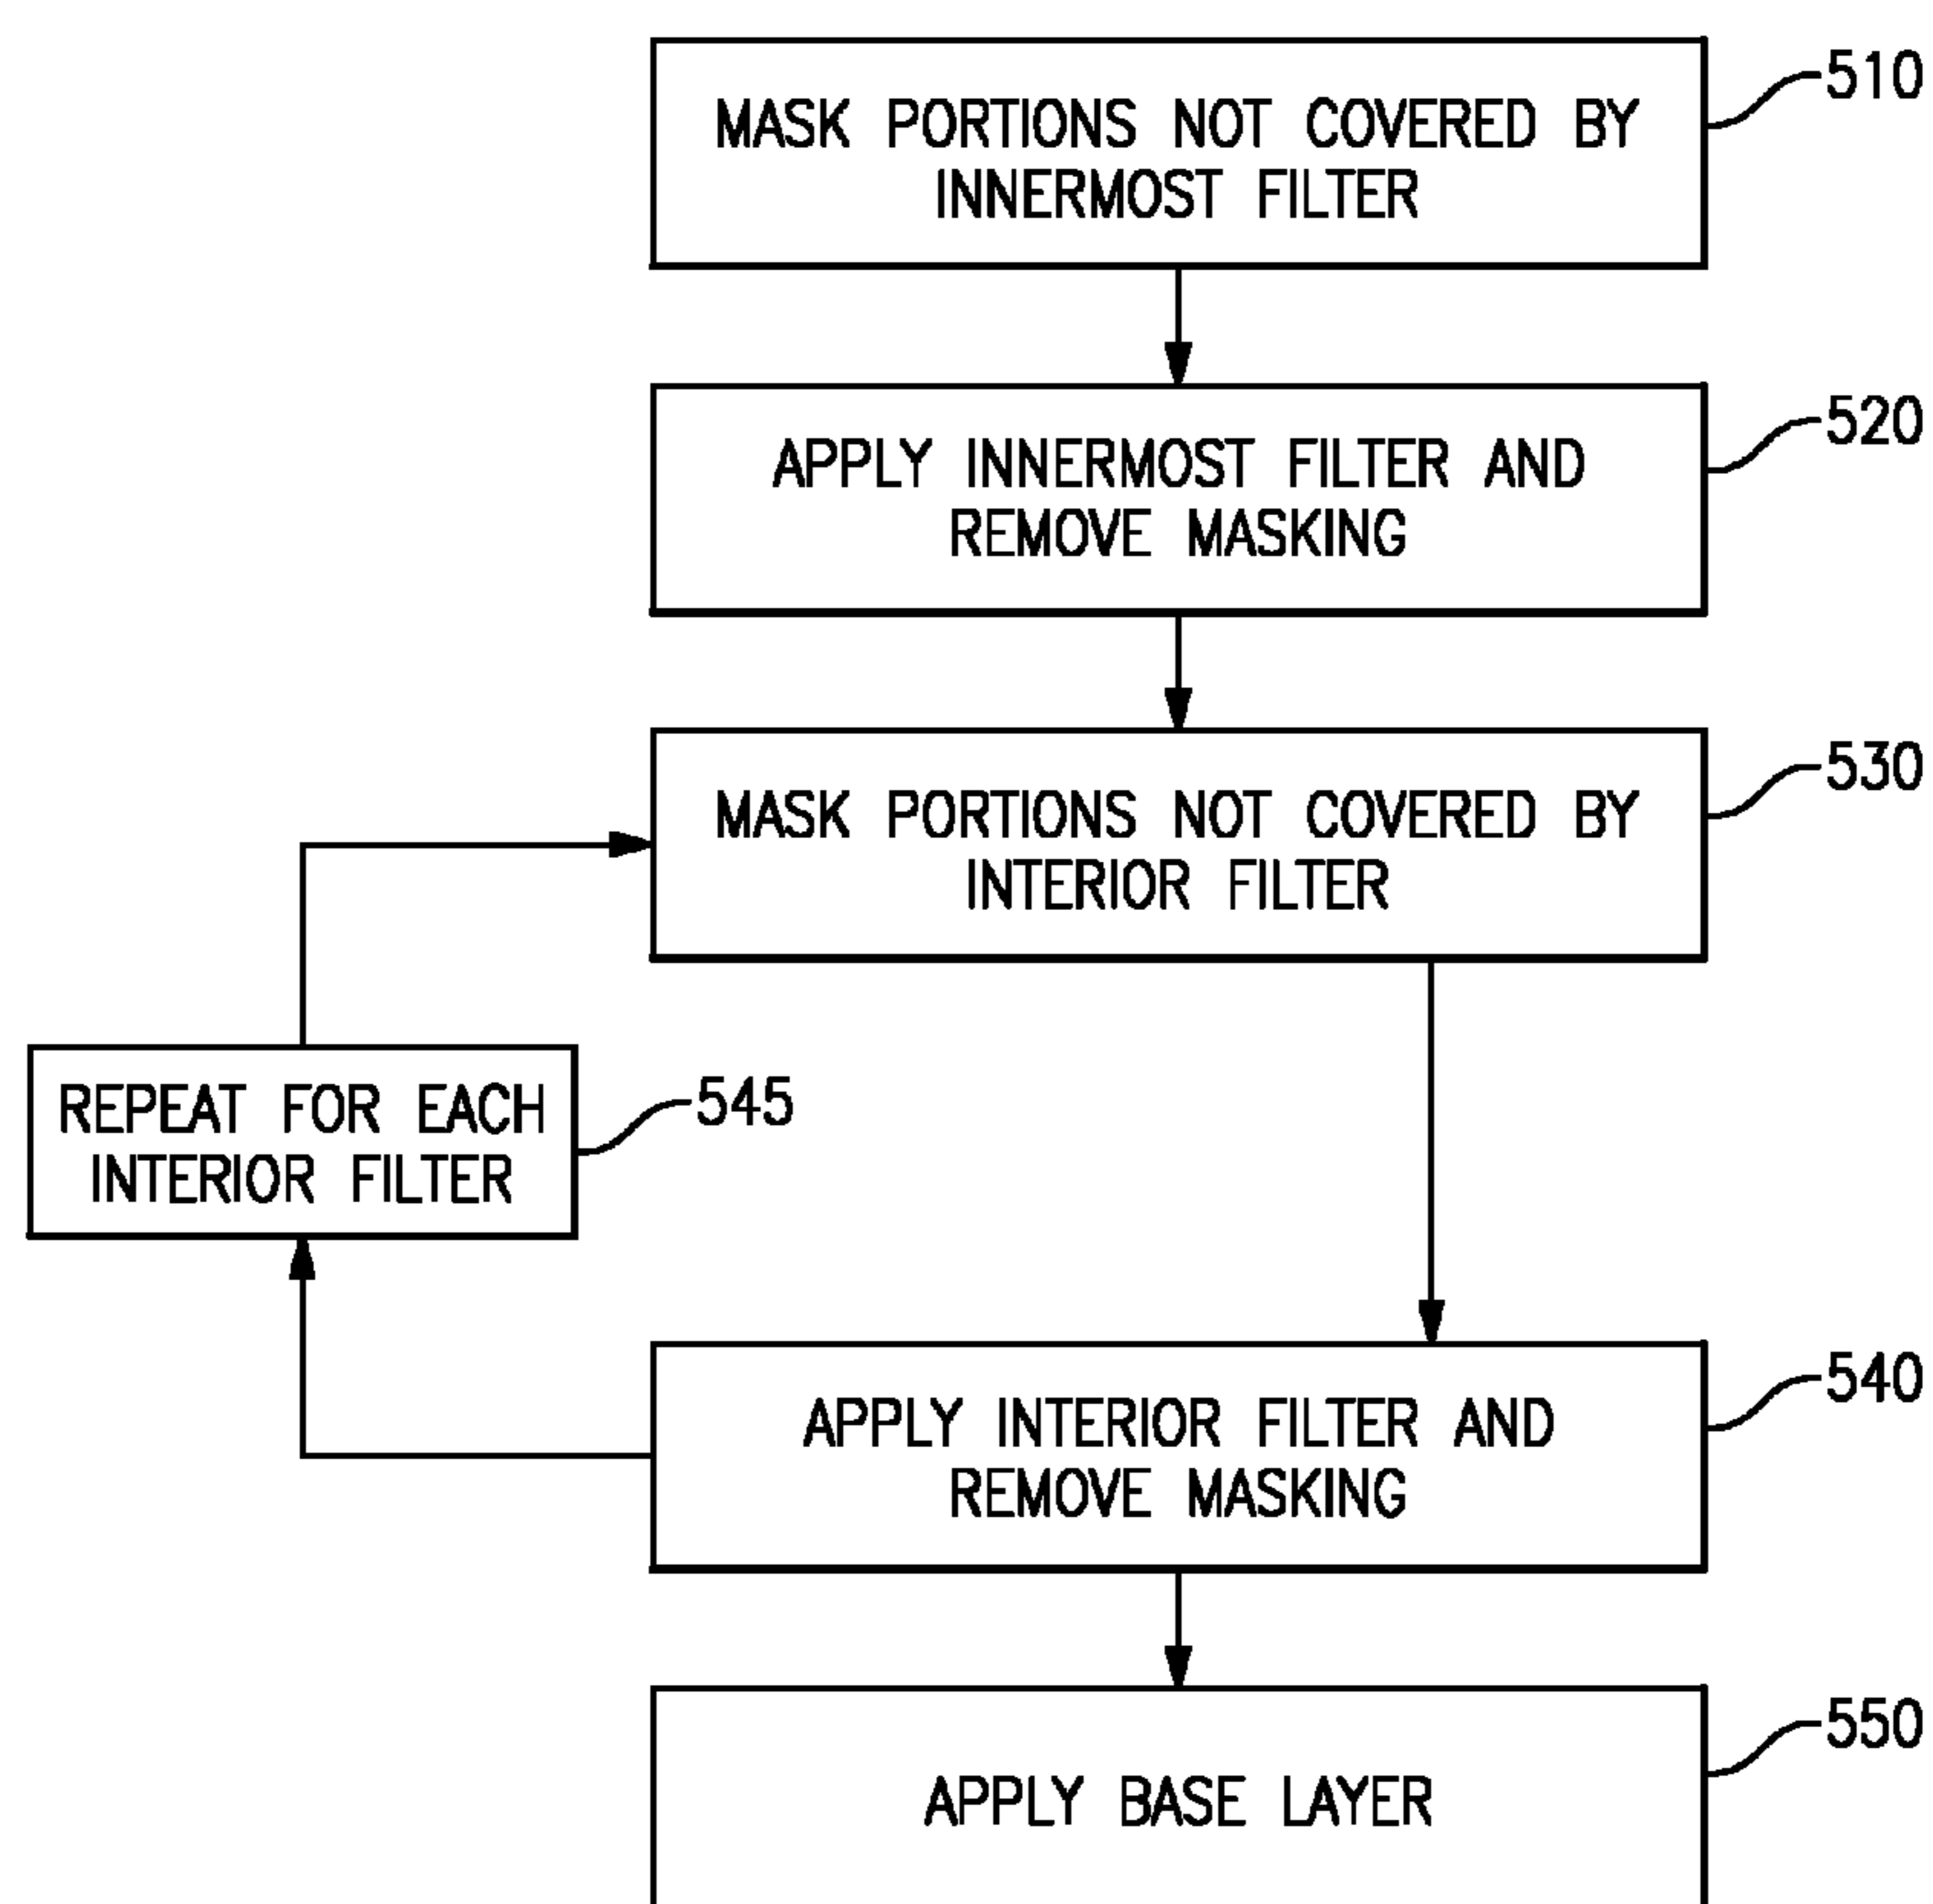 MASK PORTIONS NOT COVERED BY
INNERMOST FILTER
510
APPLY INNERMOST FILTER AND
REMOVE MASKING
520
MASK PORTIONS NOT COVERED BY
INTERIOR FILTER
530
REPEAT FOR EACH
INTERIOR FILTER
545
APPLY INTERIOR FILTER AND
REMOVE MASKING
540
APPLY BASE LAYER
550